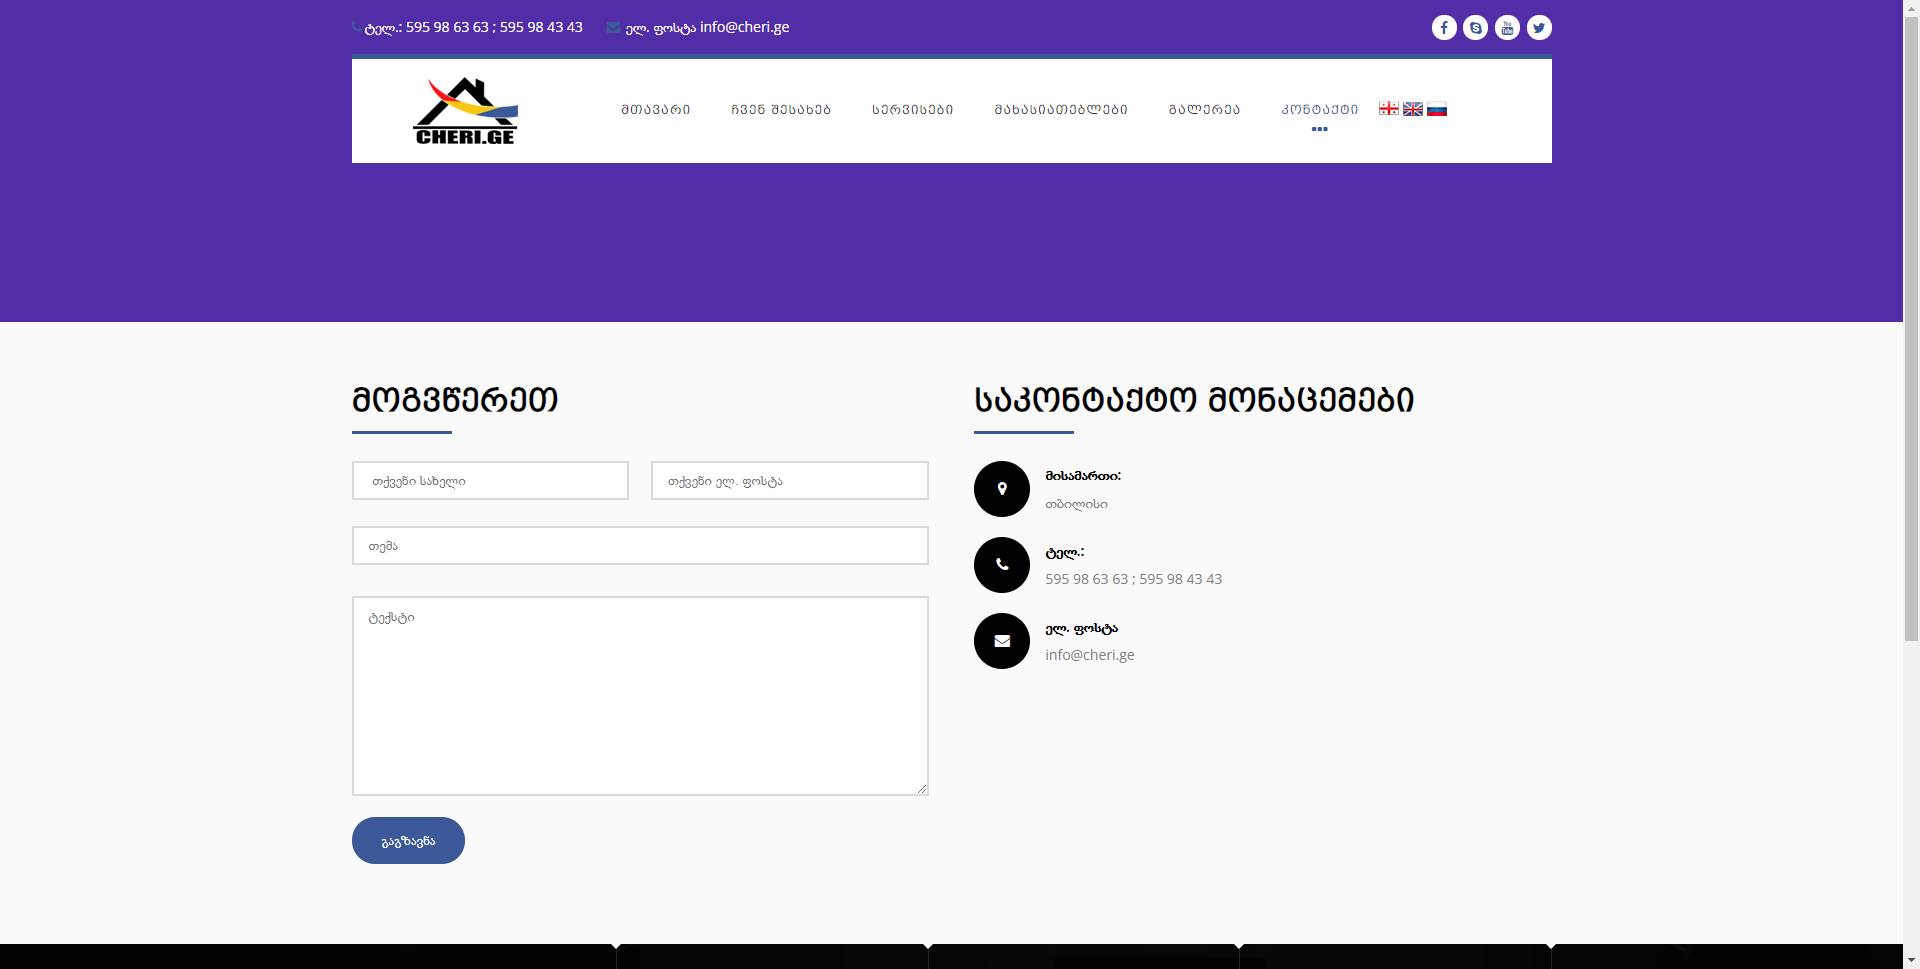 ტელ.: 595 98 63 63 ; 595 98 43 43
ელ. ფოსტა info@cheri.ge
CHERI.GE
მთავარი
ჩვენ შესახებ
სერვისები
მახასიათებლები
გალერეა
კონტაქტი
მოგვწერეთ
თქვენი სახელი
თქვენი ელ. ფოსტა
თემა
ტექსტი
გაგზავნა
საკონტაქტო მონაცემები
მისამართი:
თბილისი
ტელ.:
595 98 63 63 ; 595 98 43 43
ელ. ფოსტა
info@cheri.ge